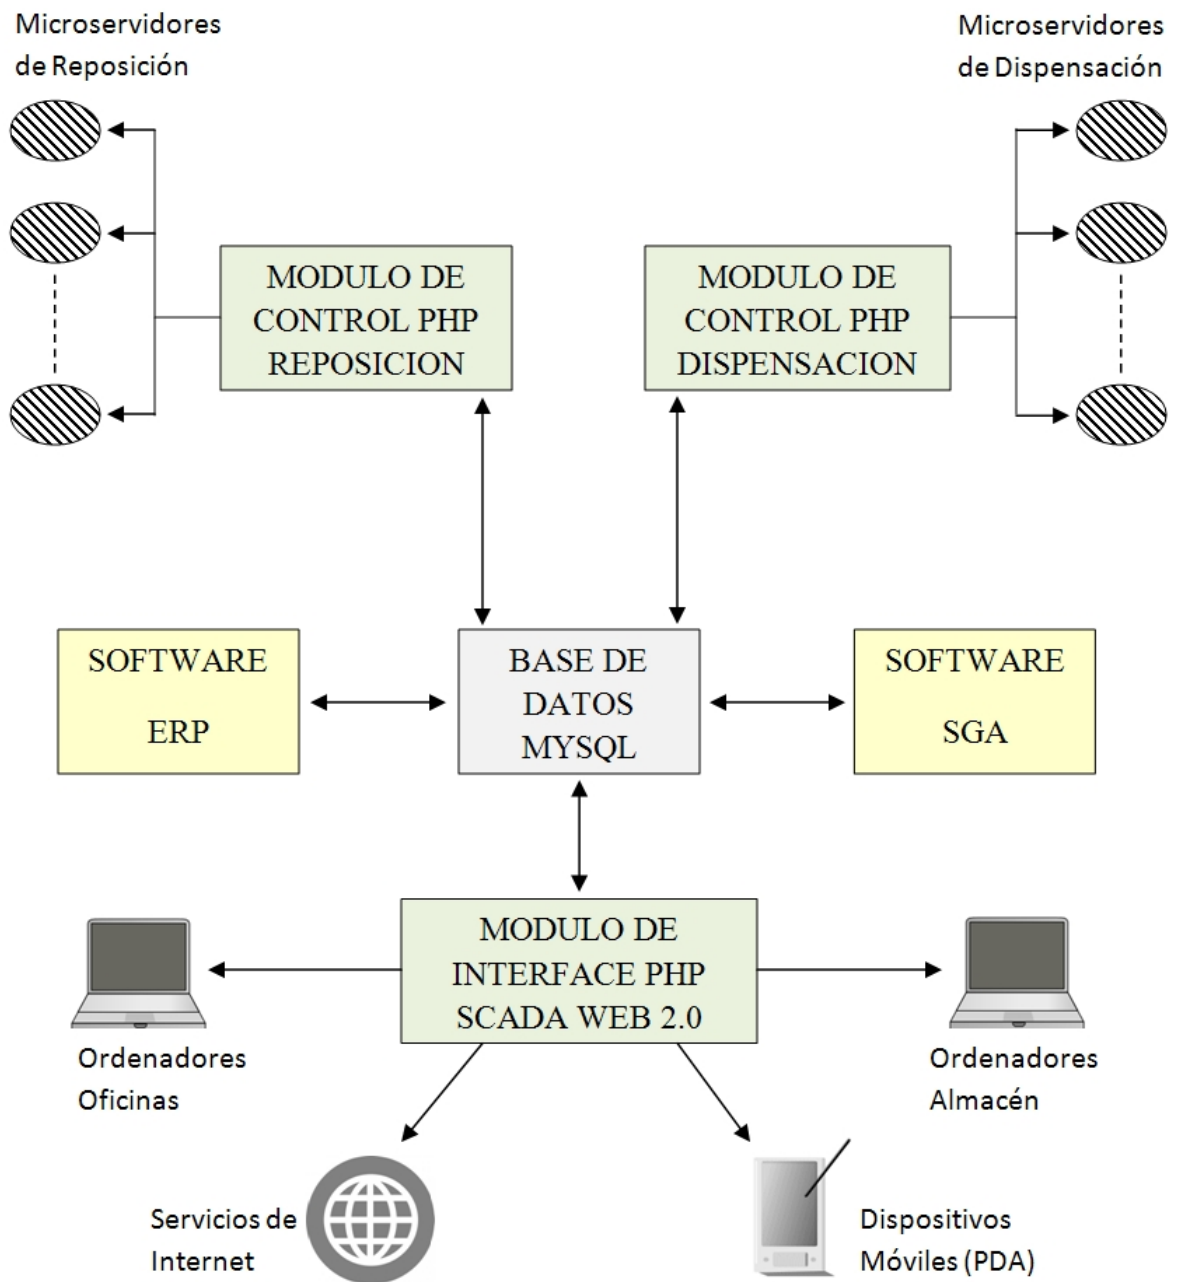 Microservidores
de Reposición
Microservidores
de Dispensación
MODULO DE
CONTROL PHP
REPOSICION
MODULO DE
CONTROL PHP
DISPENSACION
SOFTWARE
ERP
BASE DE
DATOS
MYSQL
SOFTWARE
SGA
MODULO DE
INTERFACE PHP
SCADA WEB 2.0
Ordenadores
Oficinas
Ordenadores
Almacén
Servicios de
Internet
Dispositivos
Móviles (PDA)